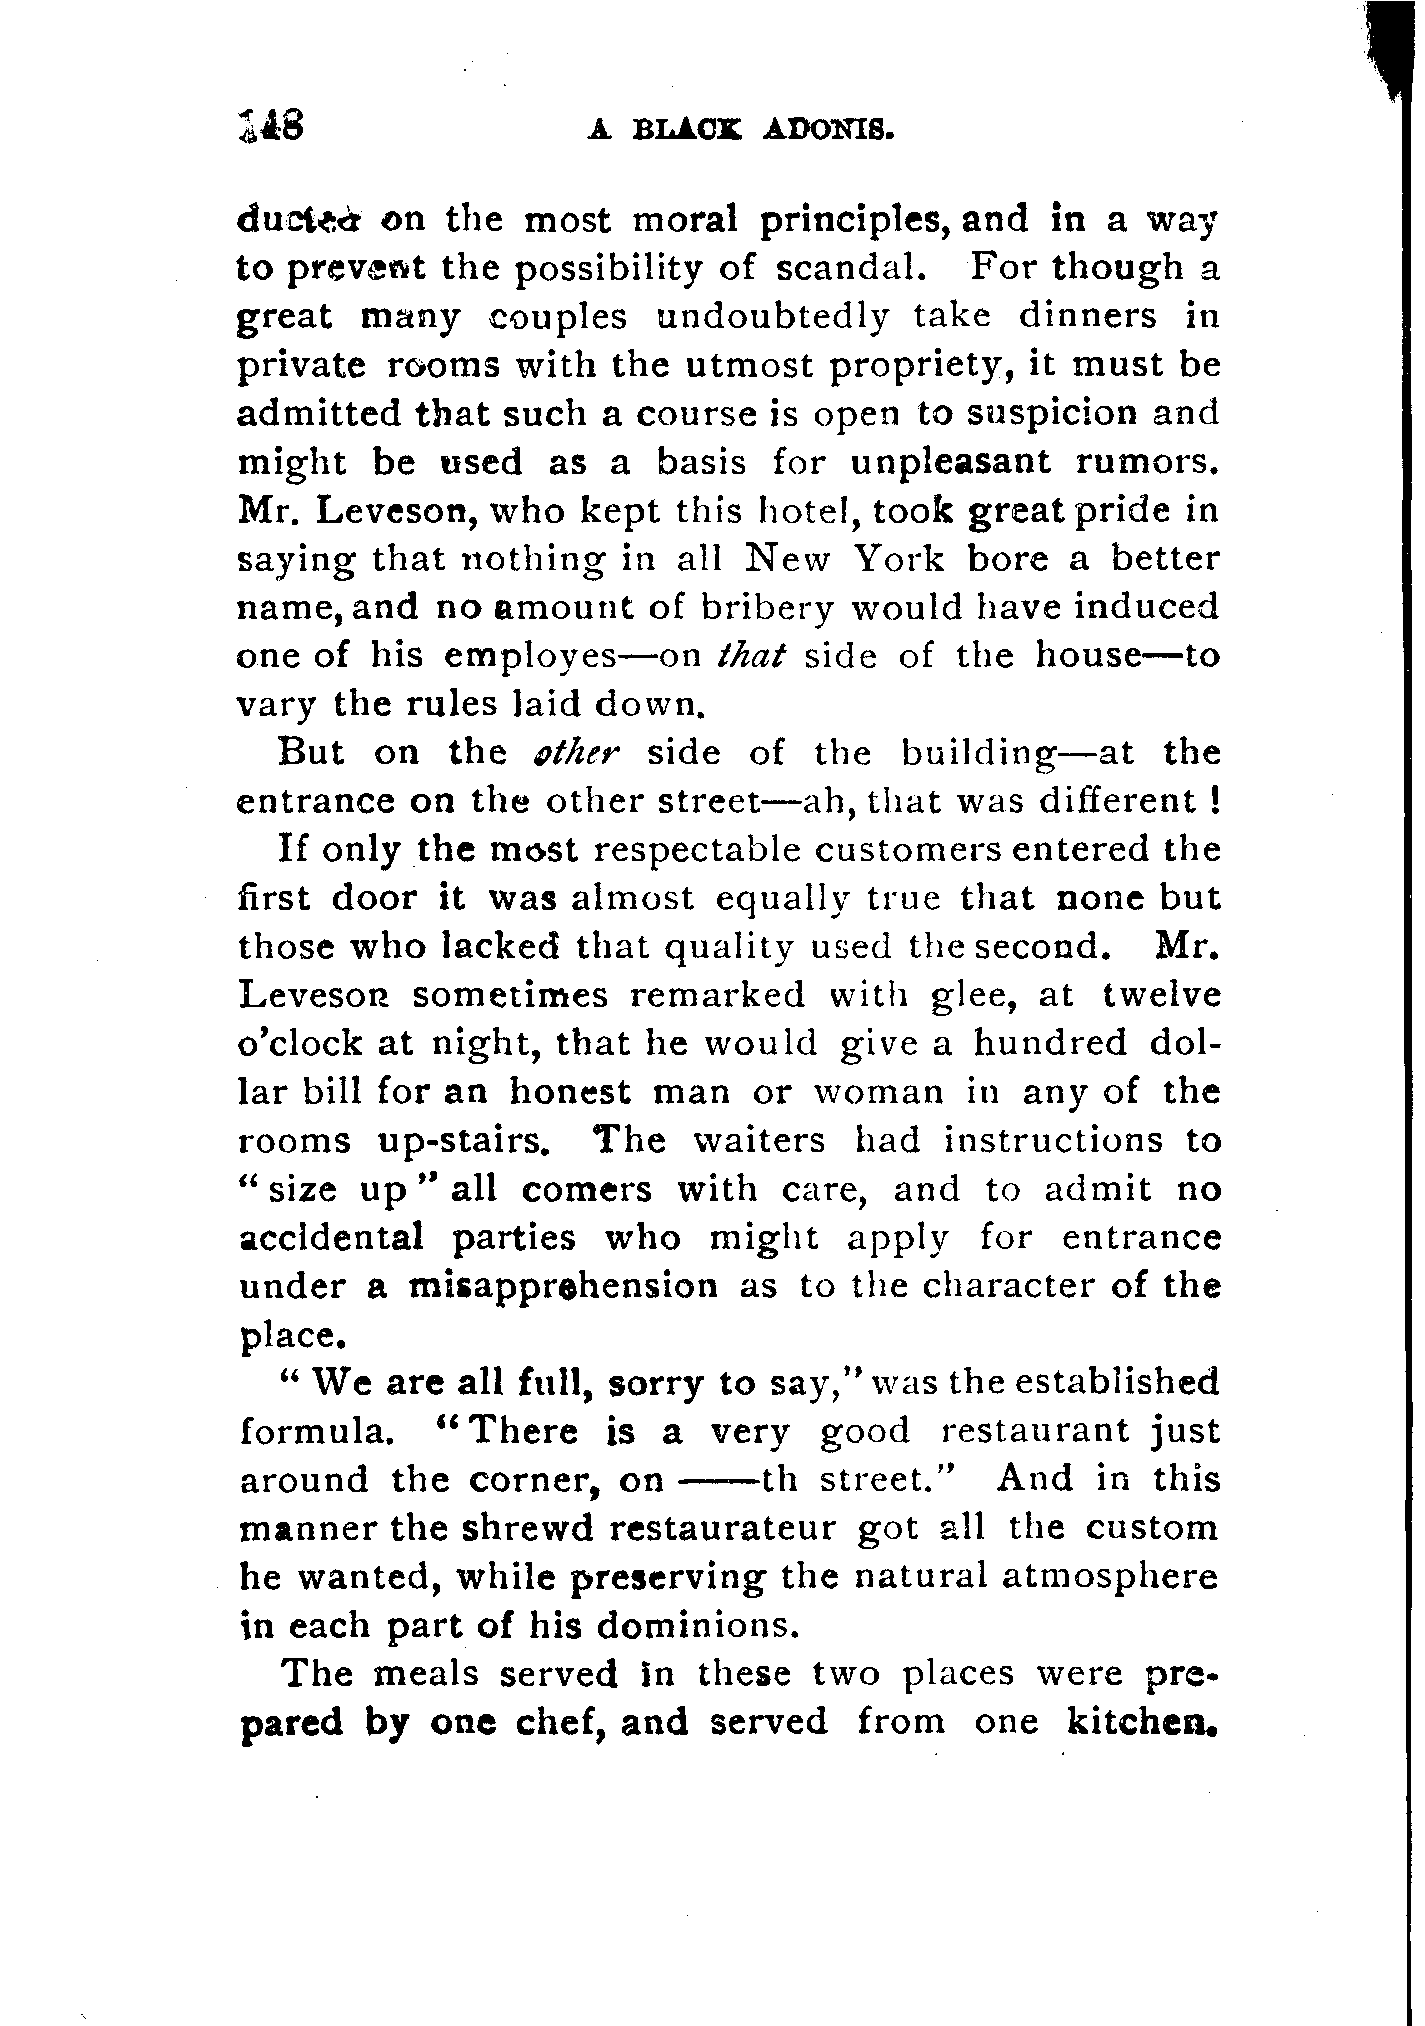 148 A BLACK ADONIS.
ducted on the most moral principles, and in a way
to prevent the possibility of scandal. For though a
great many couples undoubtedly take dinners in
private rooms with the utmost propriety, it must be
admitted that such a course is open to suspicion and
might be used as a basis for unpleasant rumors.
Mr. Leveson, who kept this hotel, took great pride in
saying that nothing in all New York bore a better
name, and no amount of bribery would have induced
one of his employes—on that side of the house—to
vary the rules laid down.
But on the other side of the building—at the
entrance on the other street—ah, that was different !
If only the most respectable customers entered the
first door it was almost equally true that none but
those who lacked that quality used the second. Mr.
Leveson sometimes remarked with glee, at twelve
o'clock at night, that he would give a hundred dol-
lar bill for an honest man or woman in any of the
rooms up-stairs. The waiters had instructions to
" size up " all comers with care, and to admit no
accidental parties who might apply for entrance
under a misapprehension as to the character of the
place.
" We are all full, sorry to say," was the established
formula. " There is a very good restaurant just
around the corner, on ——th street." And in this
manner the shrewd restaurateur got all the custom
he wanted, while preserving the natural atmosphere
in each part of his dominions.
The meals served in these two places were pre-
pared by one chef, and served from one kitchen.